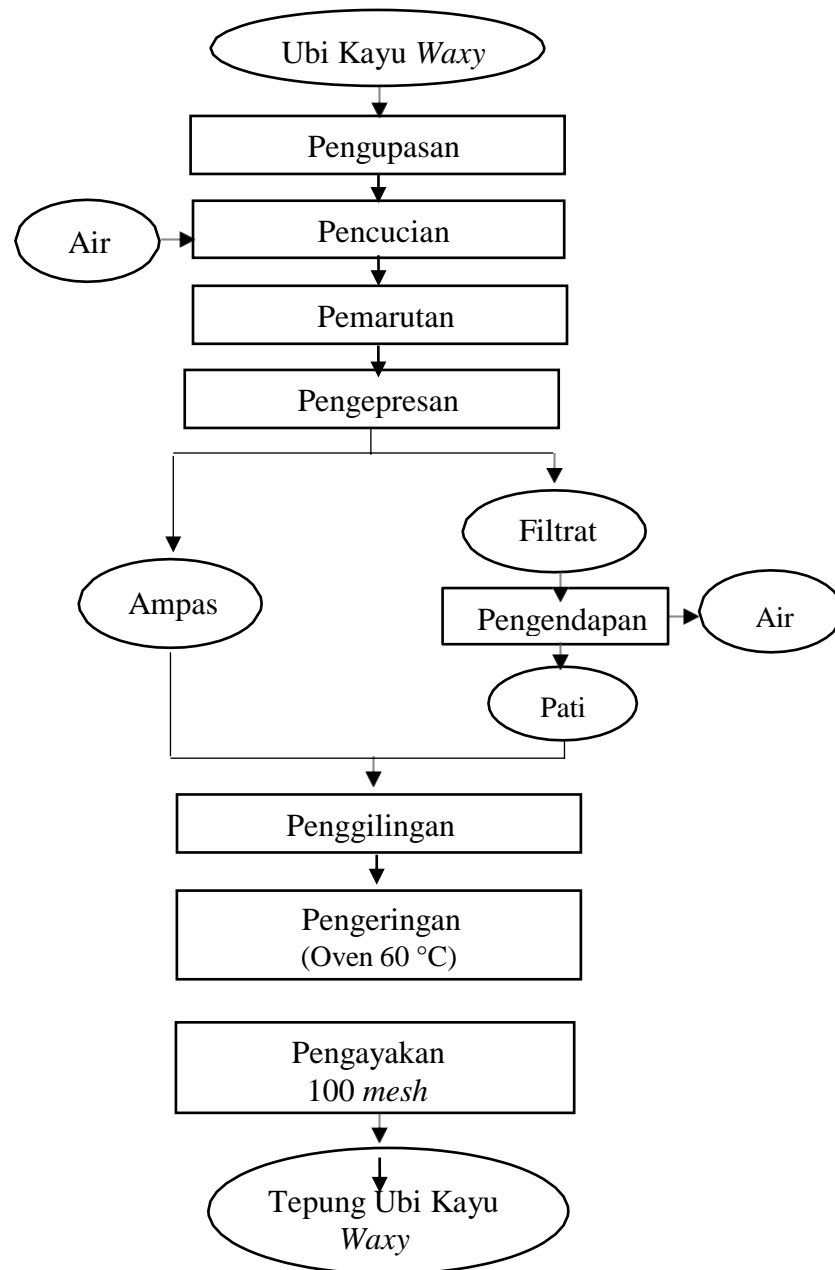 Ubi Kayu Waxy
Pengupasan
Air
Pencucian
Pemarutan
Pengepresan
Filtrat
Ampas
Pengendapan
Air
Pati
Penggilingan
Pengeringan
(Oven 60 °C)
Pengayakan
100 mesh
Tepung Ubi Kayu
Waxy